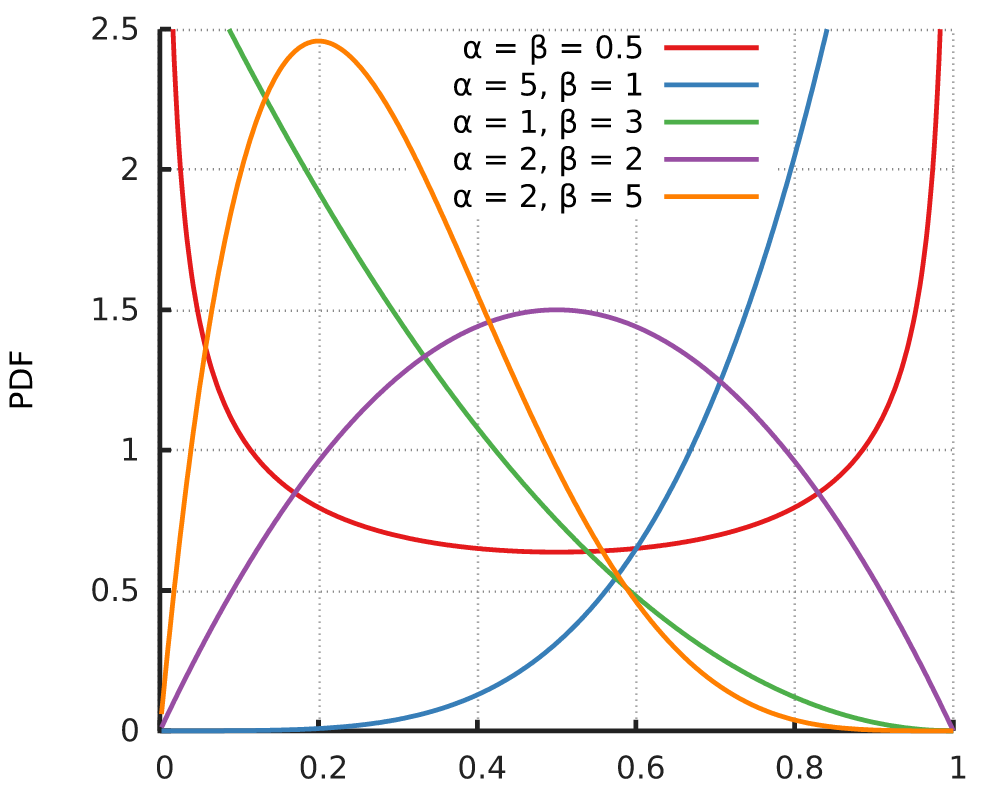 2.5
2
1.5
1
0.5
0
PDF
α = β = 0.5
α = 5, β = 1
α = 1, β = 3
α = 2, β = 2
α = 2, β = 5
0 0.2 0.4 0.6 0.8 1